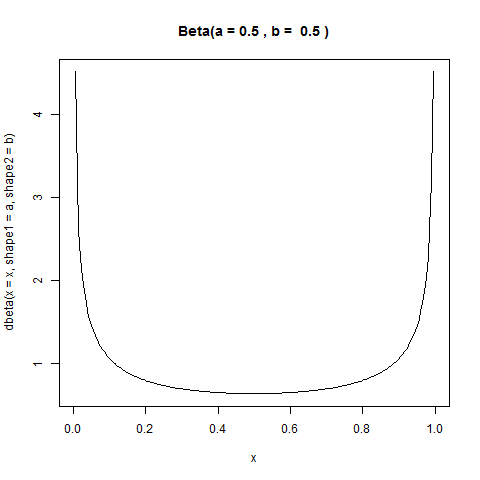 Beta(a = 0.5 , b =  0.5 )
dbeta(x = x, shape1 = a, shape2 = b)
4
3
2
1
0.0 0.2 0.4 0.6 0.8 1.0
x